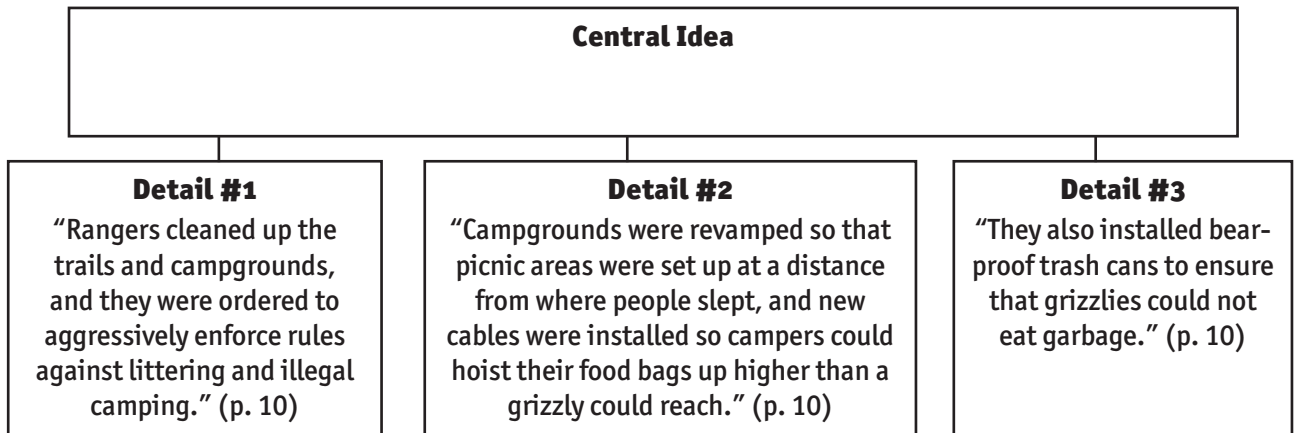 Central Idea
Detail #1
“Rangers cleaned up the
trails and campgrounds,
and they were ordered to
aggressively enforce rules
against littering and illegal
camping.” (p. 10)
Detail #2
“Campgrounds were revamped so that
picnic areas were set up at a distance
from where people slept, and new
cables were installed so campers could
hoist their food bags up higher than a
grizzly could reach.” (p. 10)
Detail #3
“They also installed bear-
proof trash cans to ensure
that grizzlies could not
eat garbage.” (p. 10)